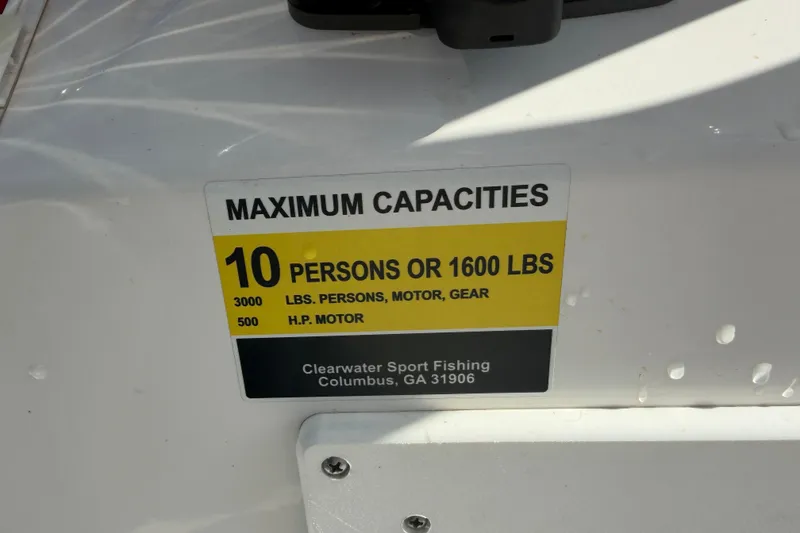 MAXIMUM CAPACITIES
10 PERSONS OR 1600 LBS
3000 LBS. PERSONS, MOTOR, GEAR
500 H.P. MOTOR
Clearwater Sport Fishing
Columbus, GA 31906